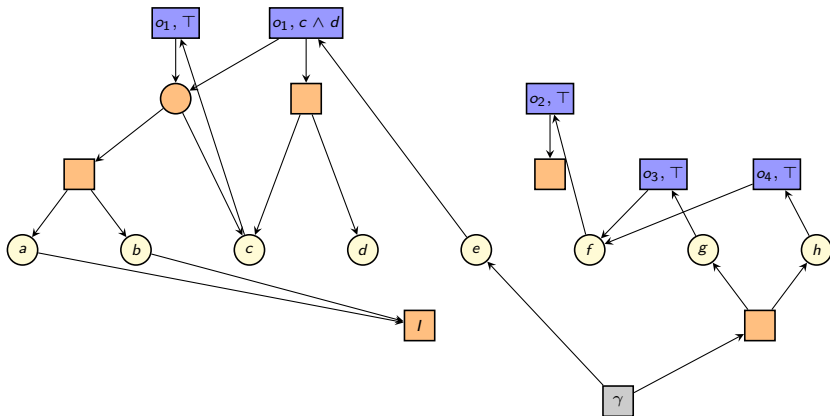 o₁, ⊤
o₁, c ∧ d
o₂, ⊤
o₃, ⊤
o₄, ⊤
a
b
c
d
e
f
g
h
I
γ